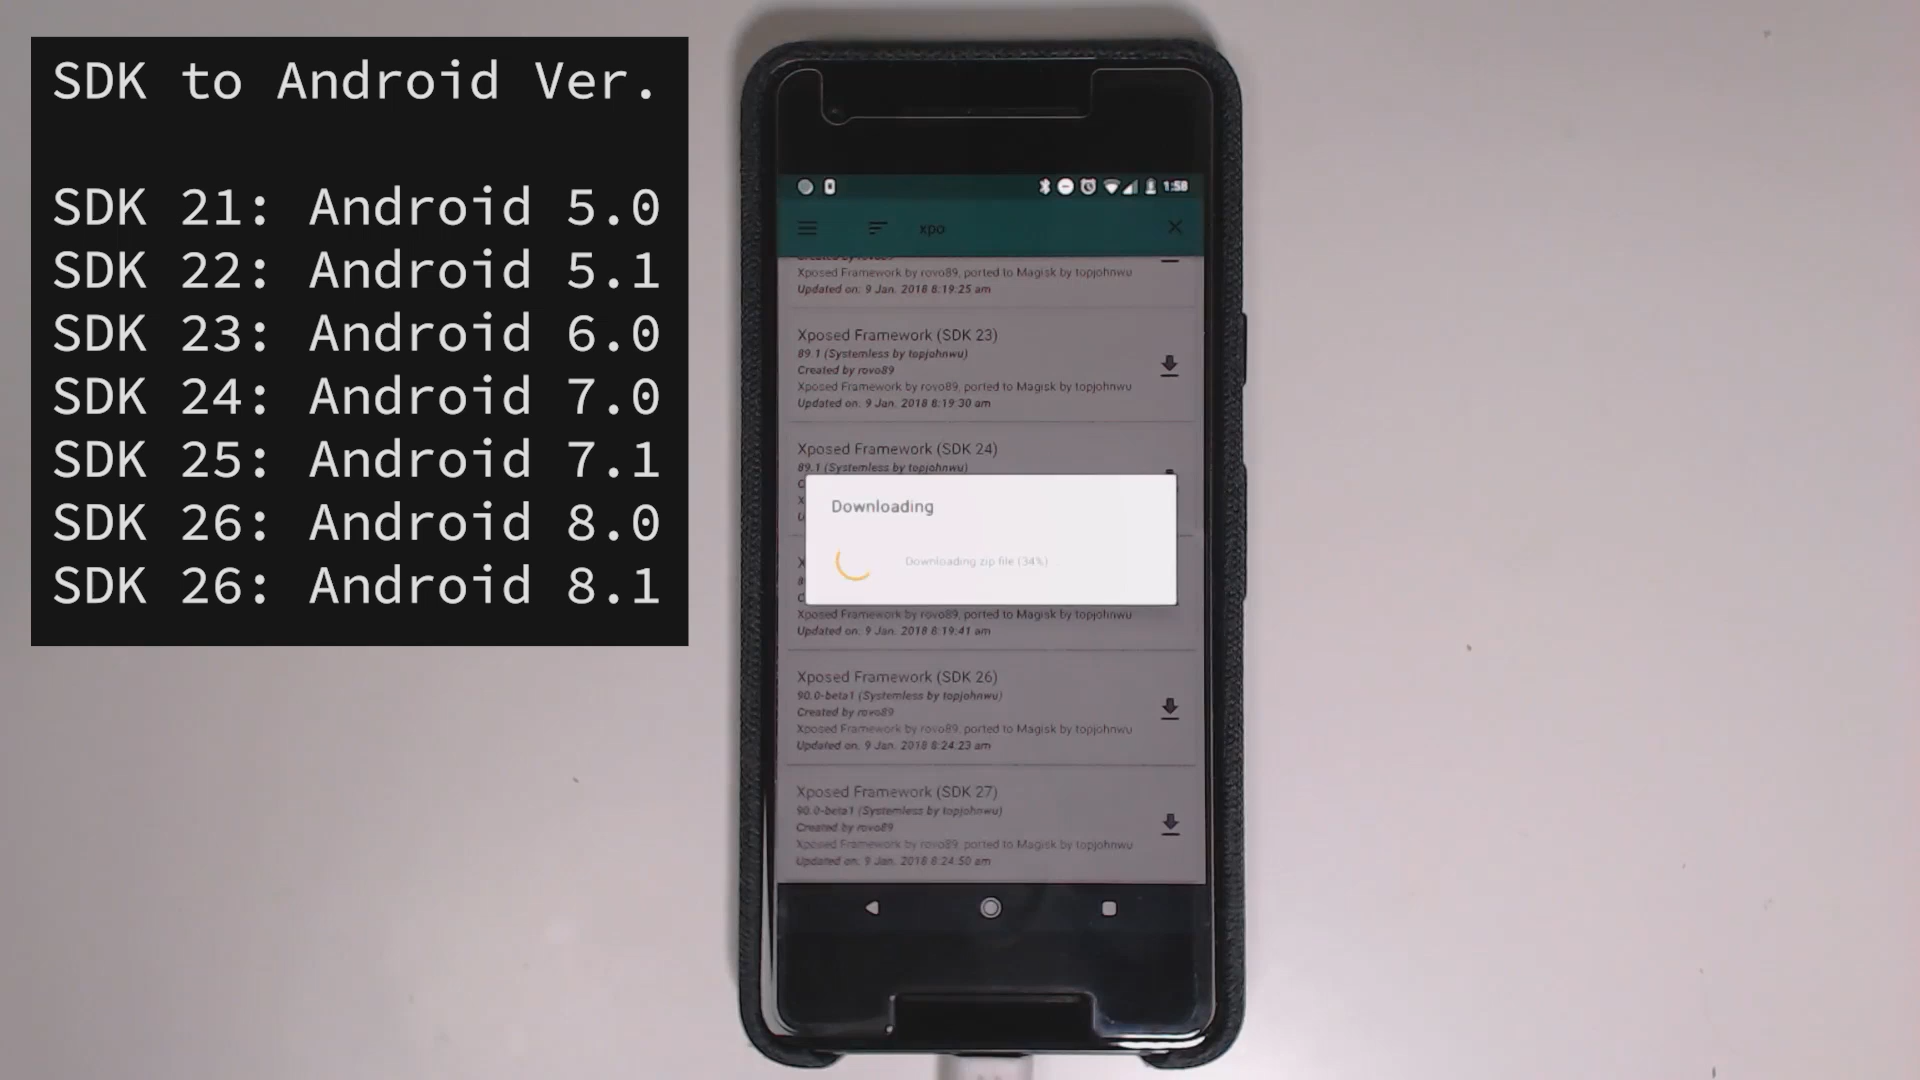 SDK to Android Ver.
SDK 21: Android 5.0
SDK 22: Android 5.1
SDK 23: Android 6.0
SDK 24: Android 7.0
SDK 25: Android 7.1
SDK 26: Android 8.0
SDK 26: Android 8.1
1:58
xpo
Created by rovo89
Xposed Framework by rovo89, ported to Magisk by topjohnwu
Updated on: 9 Jan. 2018 8:19:25 am
Xposed Framework (SDK 23)
89.1 (Systemless by topjohnwu)
Created by rovo89
Xposed Framework by rovo89, ported to Magisk by topjohnwu
Updated on: 9 Jan. 2018 8:19:30 am
Xposed Framework (SDK 24)
89.1 (Systemless by topjohnwu)
Downloading
Downloading zip file (34%)
Xposed Framework by rovo89, ported to Magisk by topjohnwu
Updated on: 9 Jan. 2018 8:19:41 am
Xposed Framework (SDK 26)
90.0-beta1 (Systemless by topjohnwu)
Created by rovo89
Xposed Framework by rovo89, ported to Magisk by topjohnwu
Updated on: 9 Jan. 2018 8:24:23 am
Xposed Framework (SDK 27)
90.0-beta1 (Systemless by topjohnwu)
Created by rovo89
Xposed Framework by rovo89, ported to Magisk by topjohnwu
Updated on: 9 Jan. 2018 8:24:50 am